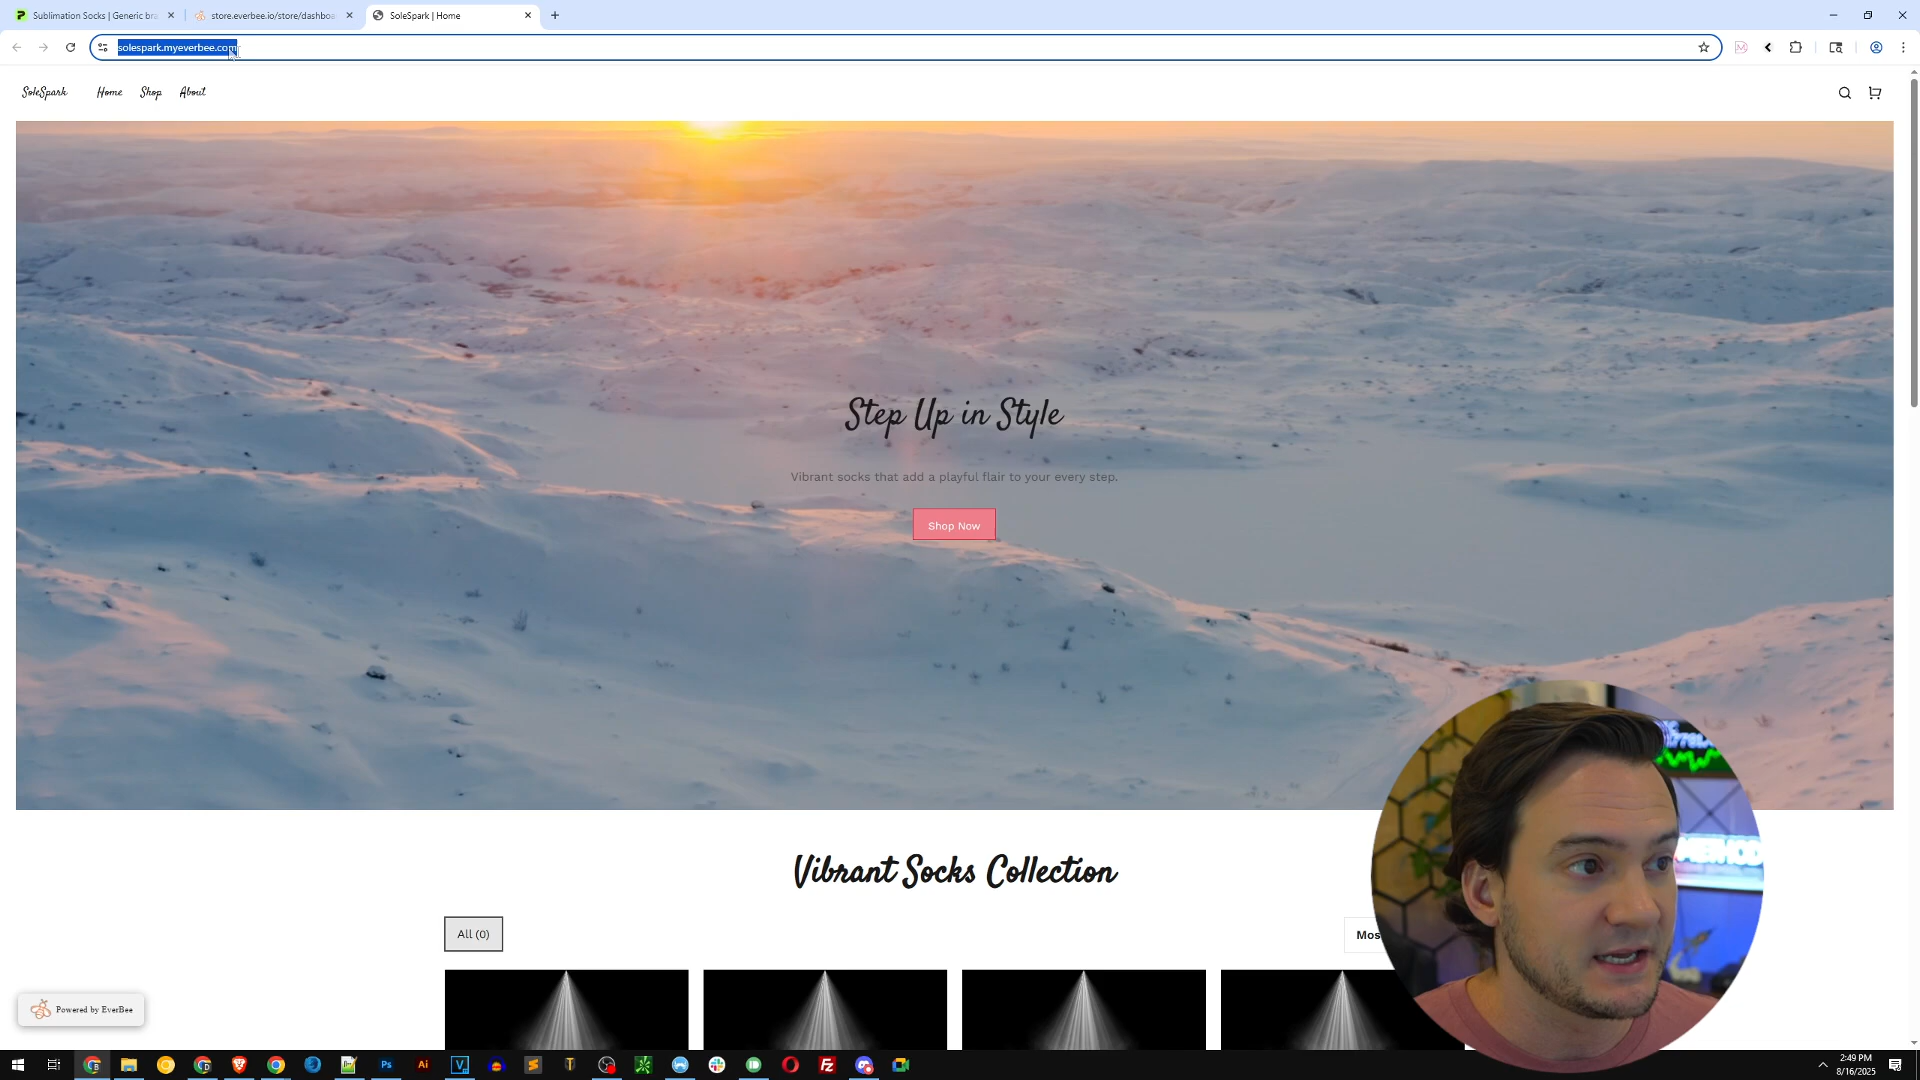 Sublimation Socks | Generic bra
store.everbee.io/store/dashboa
SoleSpark | Home
solespark.myeverbee.com
SoleSpark
Home
Shop
About
Step Up in Style
Vibrant socks that add a playful flair to your every step.
Shop Now
Vibrant Socks Collection
All (0)
Mos
Powered by EverBee
2:49 PM
8/16/2025